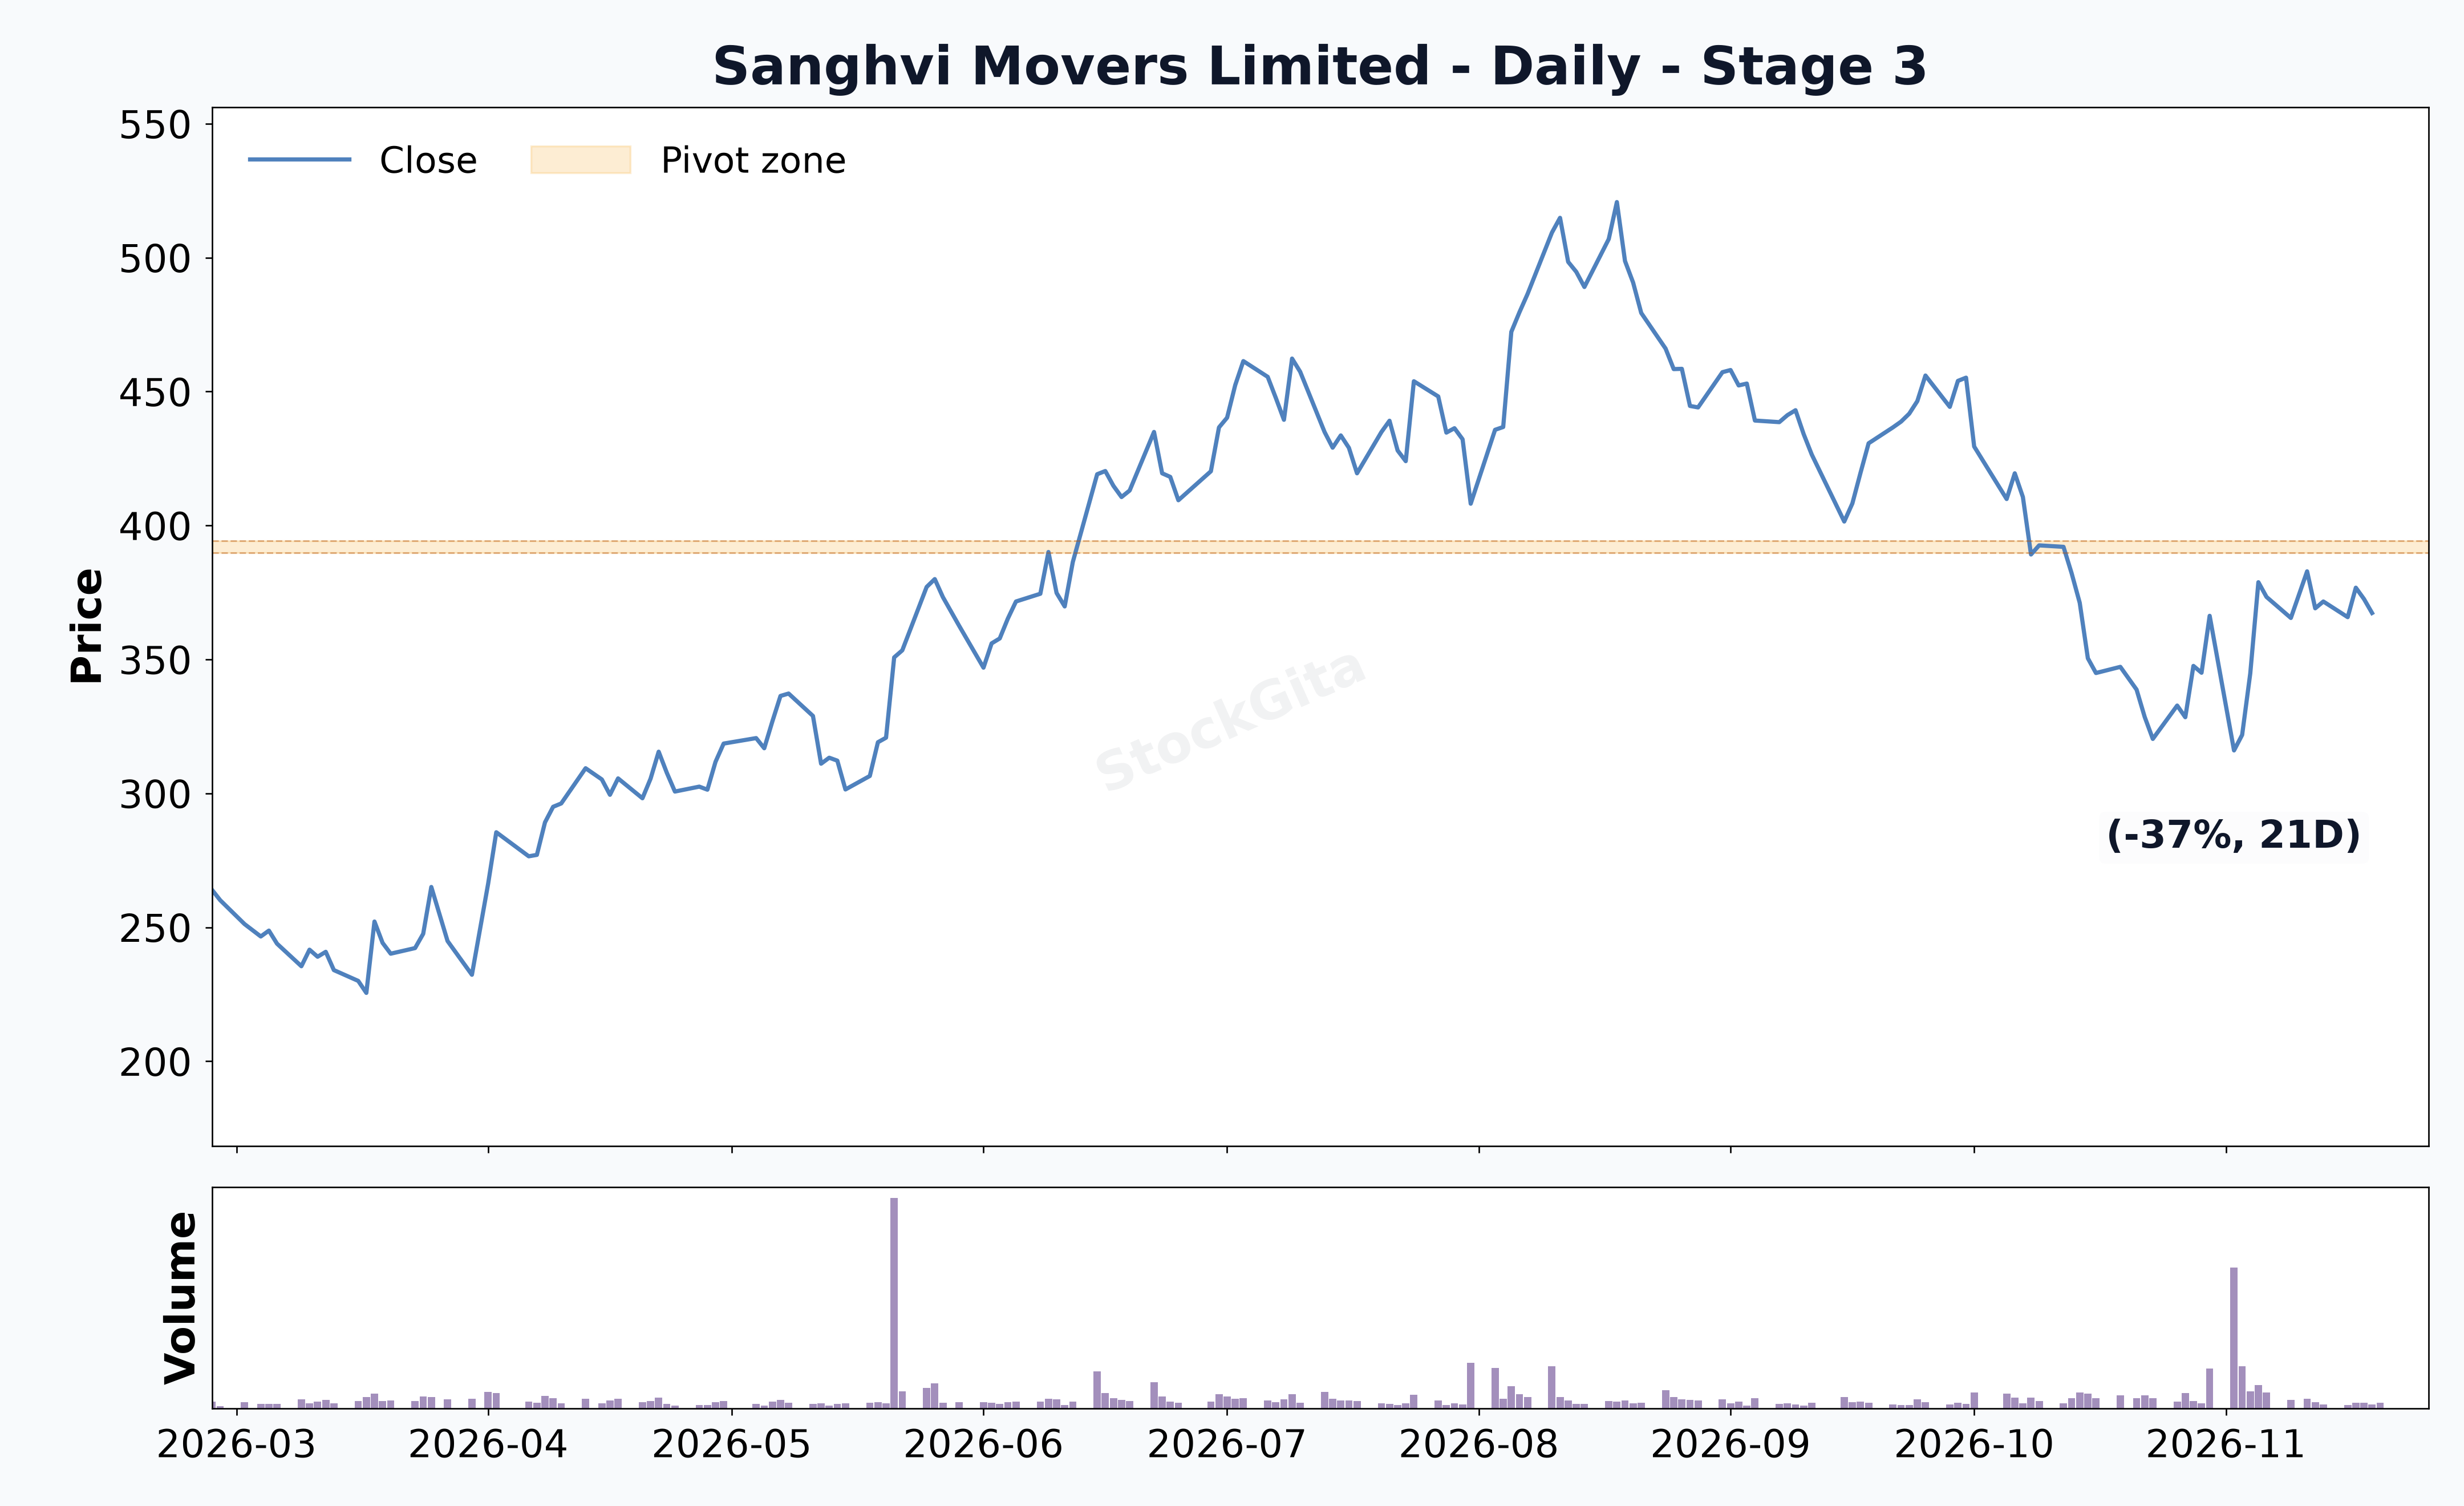 Sanghvi Movers Limited - Daily - Stage 3
Close
Pivot zone
Price
550
500
450
400
350
300
250
200
StockGita
(-37%, 21D)
Volume
2026-03
2026-04
2026-05
2026-06
2026-07
2026-08
2026-09
2026-10
2026-11